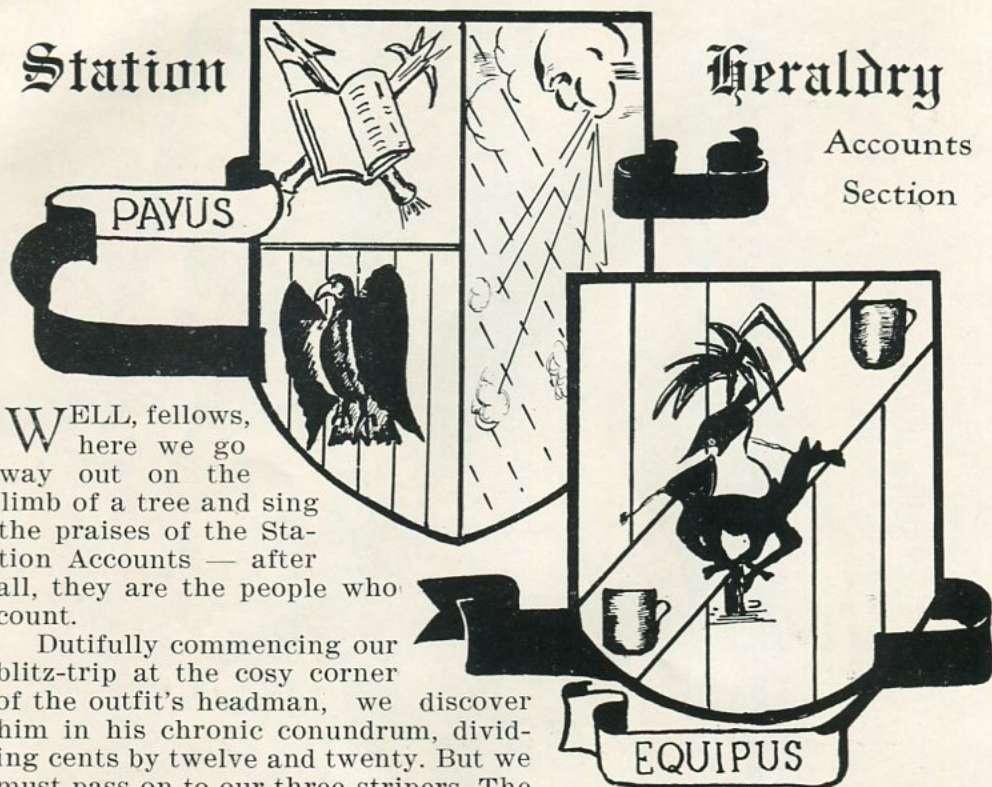 Station
Heraldry
Accounts
Section
PAYUS
WELL, fellows,
here we go
way out on the
limb of a tree and sing
the praises of the Sta-
tion Accounts — after
all, they are the people who
count.
Dutifully commencing our
blitz-trip at the cosy corner
of the outfit's headman, we discover
him in his chronic conundrum, divid-
ing cents by twelve and twenty. But we
must pass on to our three stripers. The
EQUIPUS